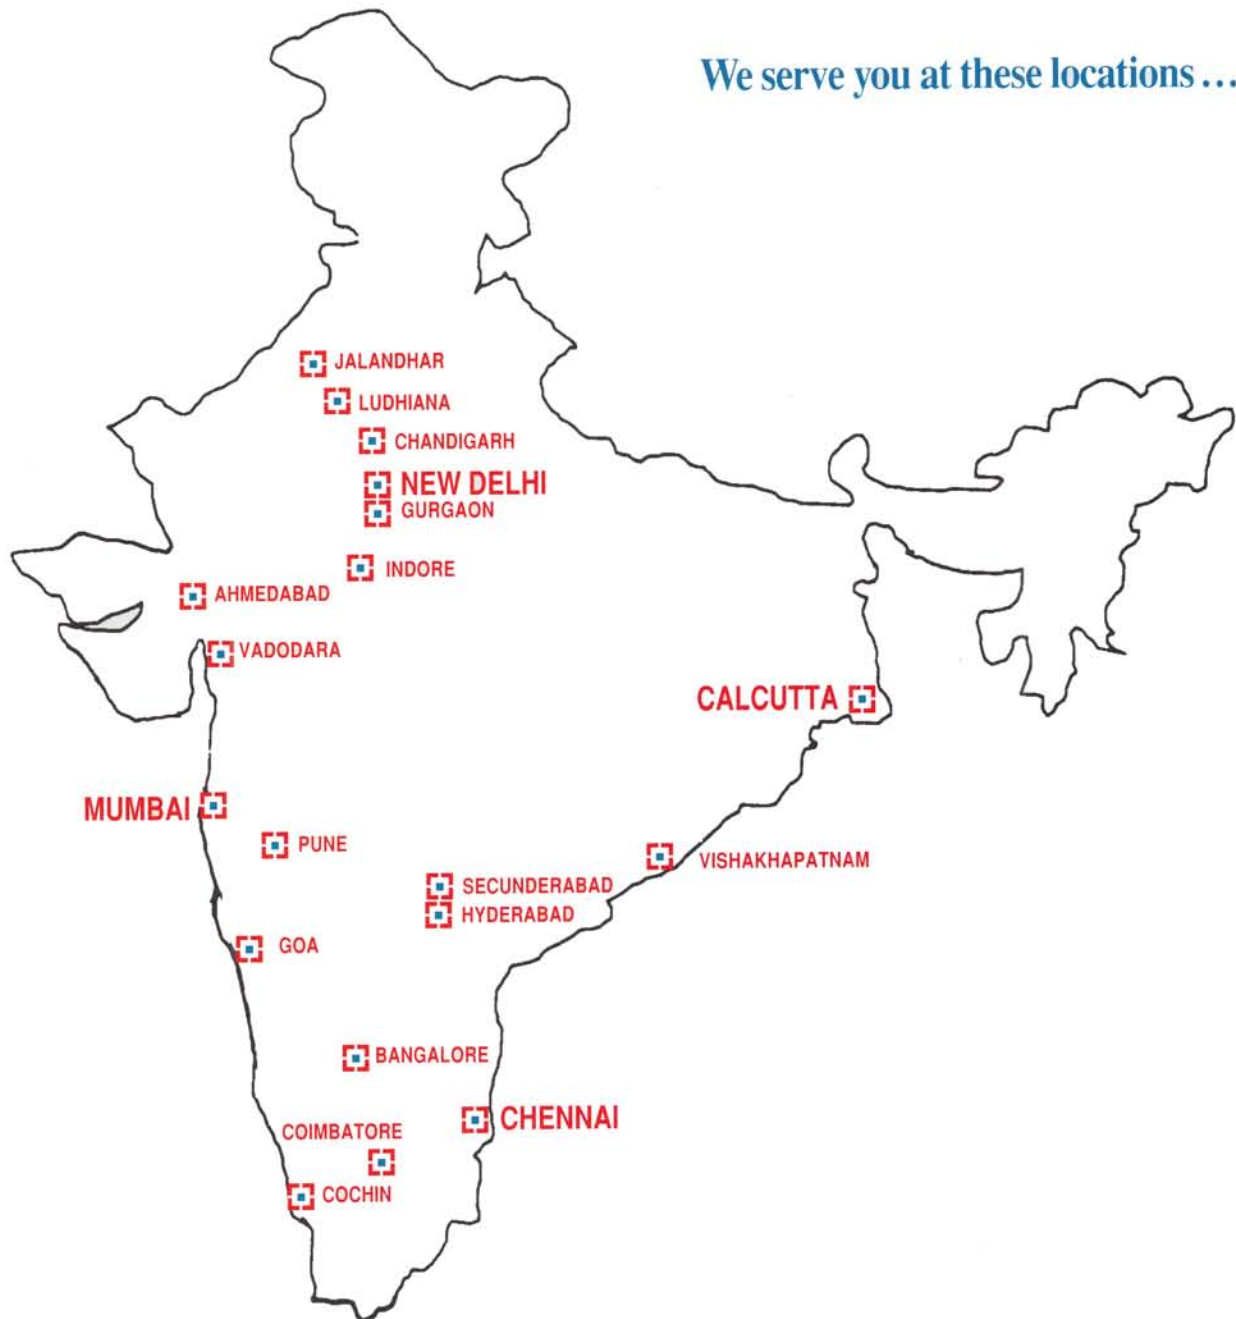 We serve you at these locations ...
JALANDHAR
LUDHIANA
CHANDIGARH
NEW DELHI
GURGAON
INDORE
AHMEDABAD
VADODARA
CALCUTTA
MUMBAI
PUNE
VISHAKHAPATNAM
SECUNDERABAD
HYDERABAD
GOA
BANGALORE
CHENNAI
COIMBATORE
COCHIN